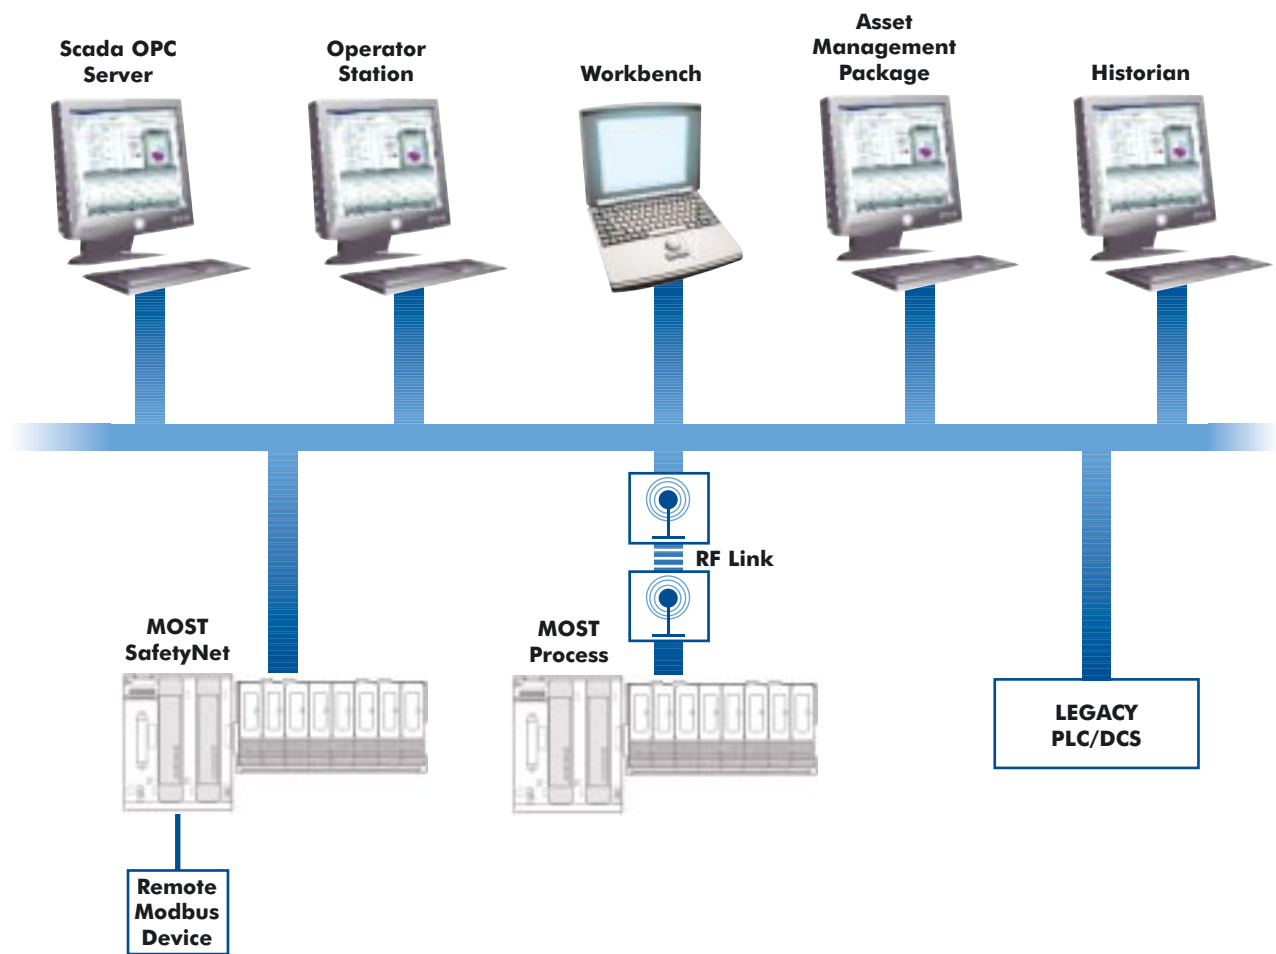 Scada OPC
Server
Operator
Station
Workbench
Asset
Management
Package
Historian
RF Link
MOST
SafetyNet
MOST
Process
LEGACY
PLC/DCS
Remote
Modbus
Device